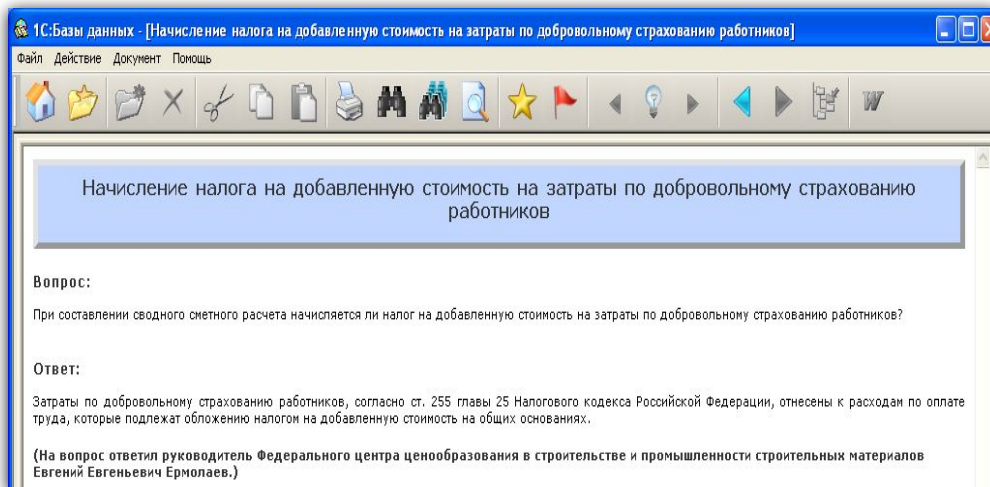 1С:Базы данных - [Начисление налога на добавленную стоимость на затраты по добровольному страхованию работников]
Файл Действие Документ Помощь
W
Начисление налога на добавленную стоимость на затраты по добровольному страхованию
работников
Вопрос:
При составлении сводного сметного расчета начисляется ли налог на добавленную стоимость на затраты по добровольному страхованию работников?
Ответ:
Затраты по добровольному страхованию работников, согласно ст. 255 главы 25 Налогового кодекса Российской Федерации, отнесены к расходам по оплате
труда, которые подлежат обложению налогом на добавленную стоимость на общих основаниях.
(На вопрос ответил руководитель Федерального центра ценообразования в строительстве и промышленности строительных материалов
Евгений Евгеньевич Ермолаев.)